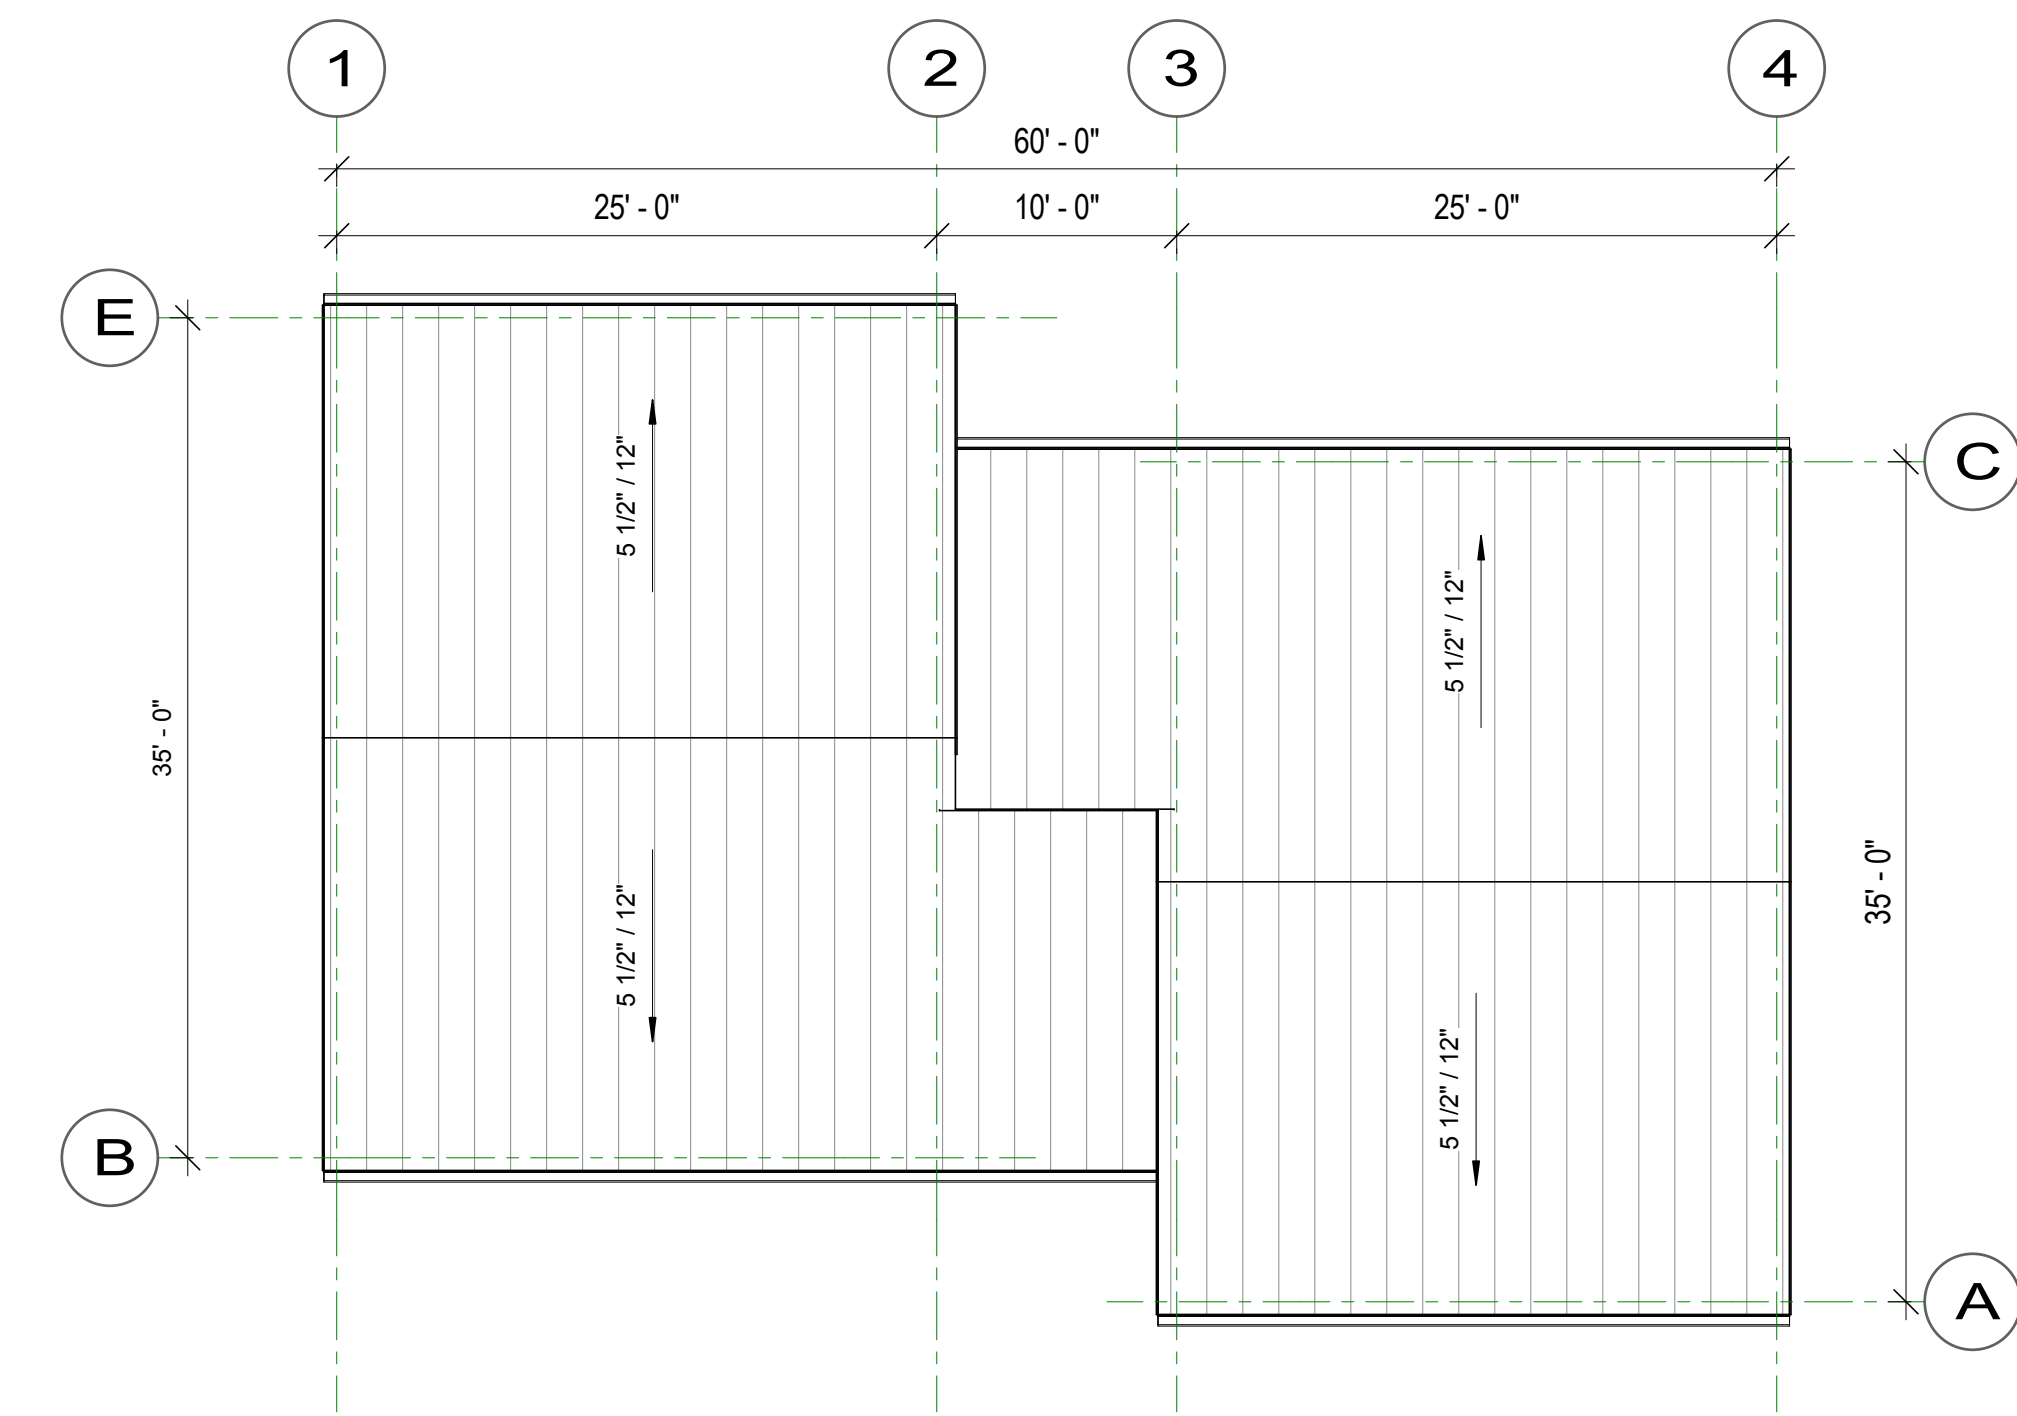 1
2
3
4
60' - 0"
25' - 0"
10' - 0"
25' - 0"
E
C
5 1/2" / 12"
5 1/2" / 12"
35' - 0"
35' - 0"
5 1/2" / 12"
5 1/2" / 12"
B
A